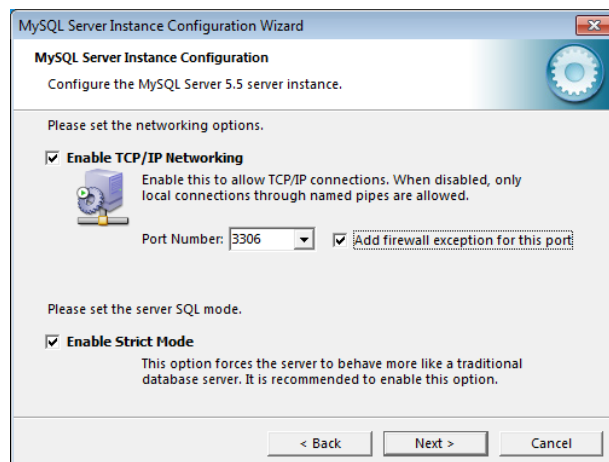 MySQL Server Instance Configuration Wizard
MySQL Server Instance Configuration
Configure the MySQL Server 5.5 server instance.
Please set the networking options.
Enable TCP/IP Networking
Enable this to allow TCP/IP connections. When disabled, only
local connections through named pipes are allowed.
Port Number: 3306 Add firewall exception for this port
Please set the server SQL mode.
Enable Strict Mode
This option forces the server to behave more like a traditional
database server. It is recommended to enable this option.
< Back Next > Cancel